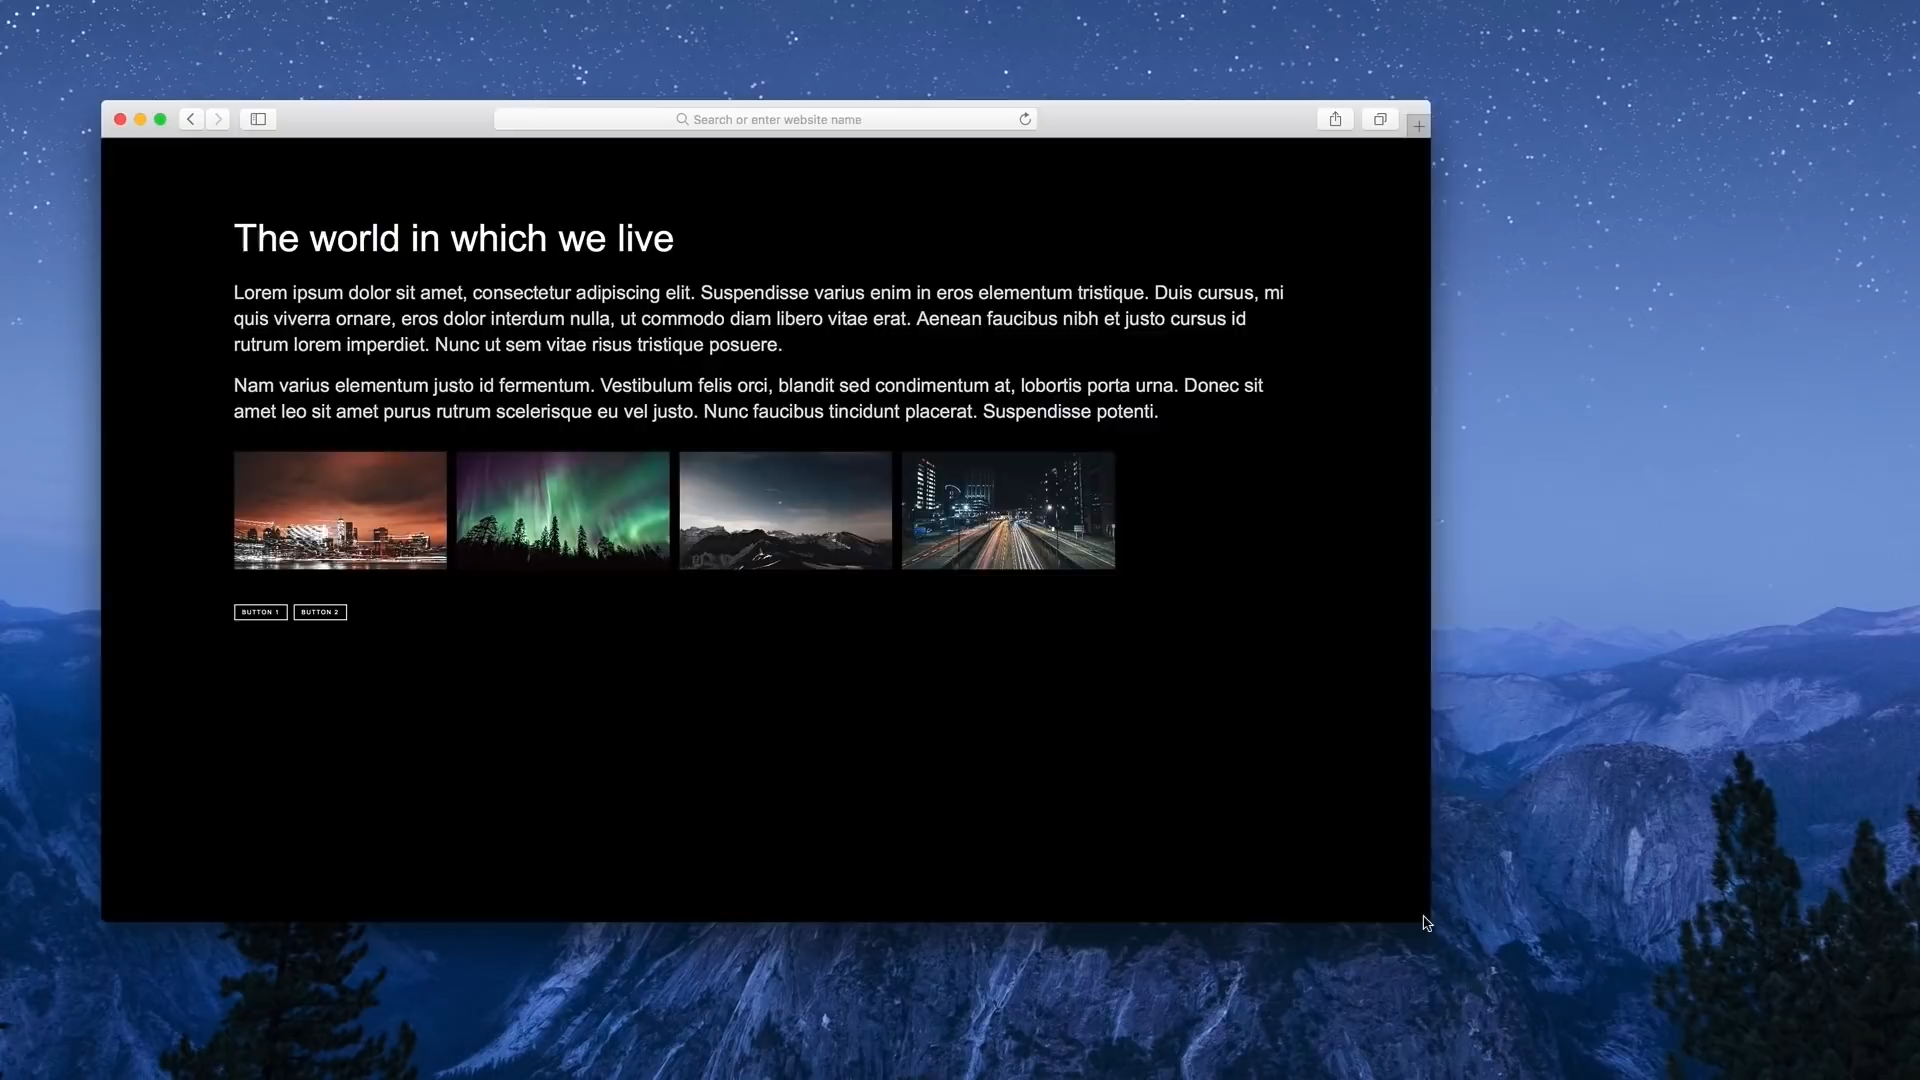 Search or enter website name
The world in which we live
Lorem ipsum dolor sit amet, consectetur adipiscing elit. Suspendisse varius enim in eros elementum tristique. Duis cursus, mi
quis viverra ornare, eros dolor interdum nulla, ut commodo diam libero vitae erat. Aenean faucibus nibh et justo cursus id
rutrum lorem imperdiet. Nunc ut sem vitae risus tristique posuere.
Nam varius elementum justo id fermentum. Vestibulum felis orci, blandit sed condimentum at, lobortis porta urna. Donec sit
amet leo sit amet purus rutrum scelerisque eu vel justo. Nunc faucibus tincidunt placerat. Suspendisse potenti.
BUTTON 1 BUTTON 2